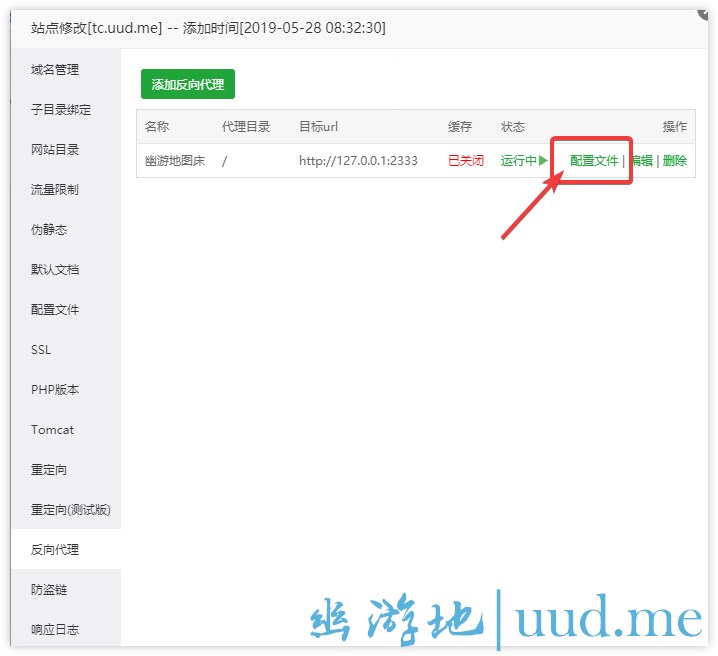 站点修改[tc.uud.me] -- 添加时间[2019-05-28 08:32:30]
域名管理
子目录绑定
网站目录
流量限制
伪静态
默认文档
配置文件
SSL
PHP版本
Tomcat
重定向
重定向(测试版)
反向代理
防盗链
响应日志
添加反向代理
名称 代理目录 目标url 缓存 状态 操作
幽游地图床 / http://127.0.0.1:2333 已关闭 运行中 配置文件 | 编辑 | 删除
幽游地|uud.me